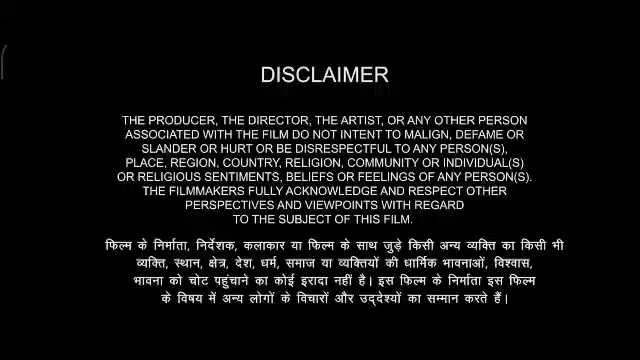 DISCLAIMER
THE PRODUCER, THE DIRECTOR, THE ARTIST, OR ANY OTHER PERSON
ASSOCIATED WITH THE FILM DO NOT INTENT TO MALIGN, DEFAME OR
SLANDER OR HURT OR BE DISRESPECTFUL TO ANY PERSON(S),
PLACE, REGION, COUNTRY, RELIGION, COMMUNITY OR INDIVIDUAL(S)
OR RELIGIOUS SENTIMENTS, BELIEFS OR FEELINGS OF ANY PERSON(S).
THE FILMMAKERS FULLY ACKNOWLEDGE AND RESPECT OTHER
PERSPECTIVES AND VIEWPOINTS WITH REGARD
TO THE SUBJECT OF THIS FILM.
फिल्म के निर्माता, निर्देशक, कलाकार या फिल्म के साथ जुड़े किसी अन्य व्यक्ति का किसी भी
व्यक्ति, स्थान, क्षेत्र, देश, धर्म, समाज या व्यक्तियों की धार्मिक भावनाओं, विश्वास,
भावना को चोट पहुंचाने का कोई इरादा नहीं है। इस फिल्म के निर्माता इस फिल्म
के विषय में अन्य लोगों के विचारों और उद्देश्यों का सम्मान करते हैं।